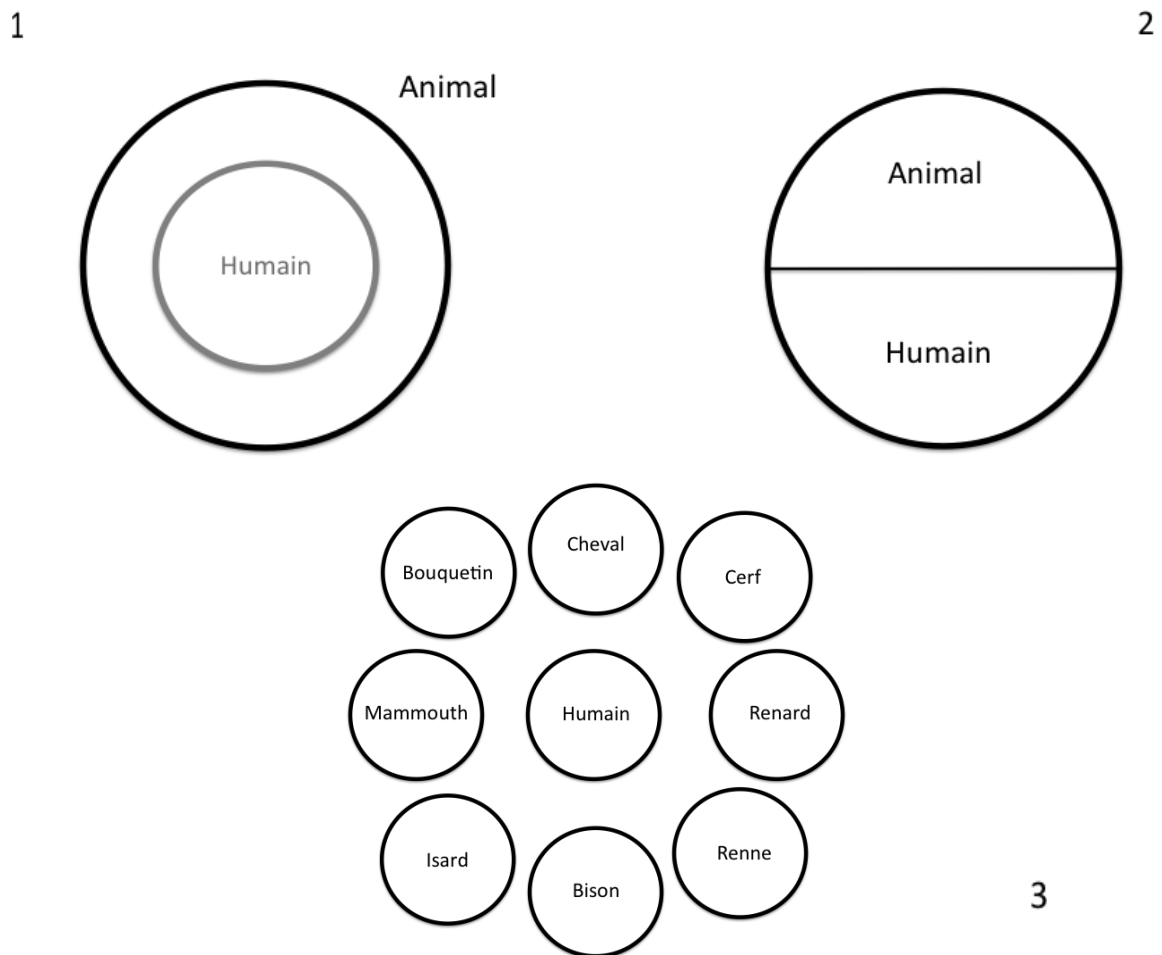 1
2
Animal
Humain
Animal
Humain
Cheval
Bouquetin
Cerf
Mammouth
Humain
Renard
Isard
Renne
Bison
3